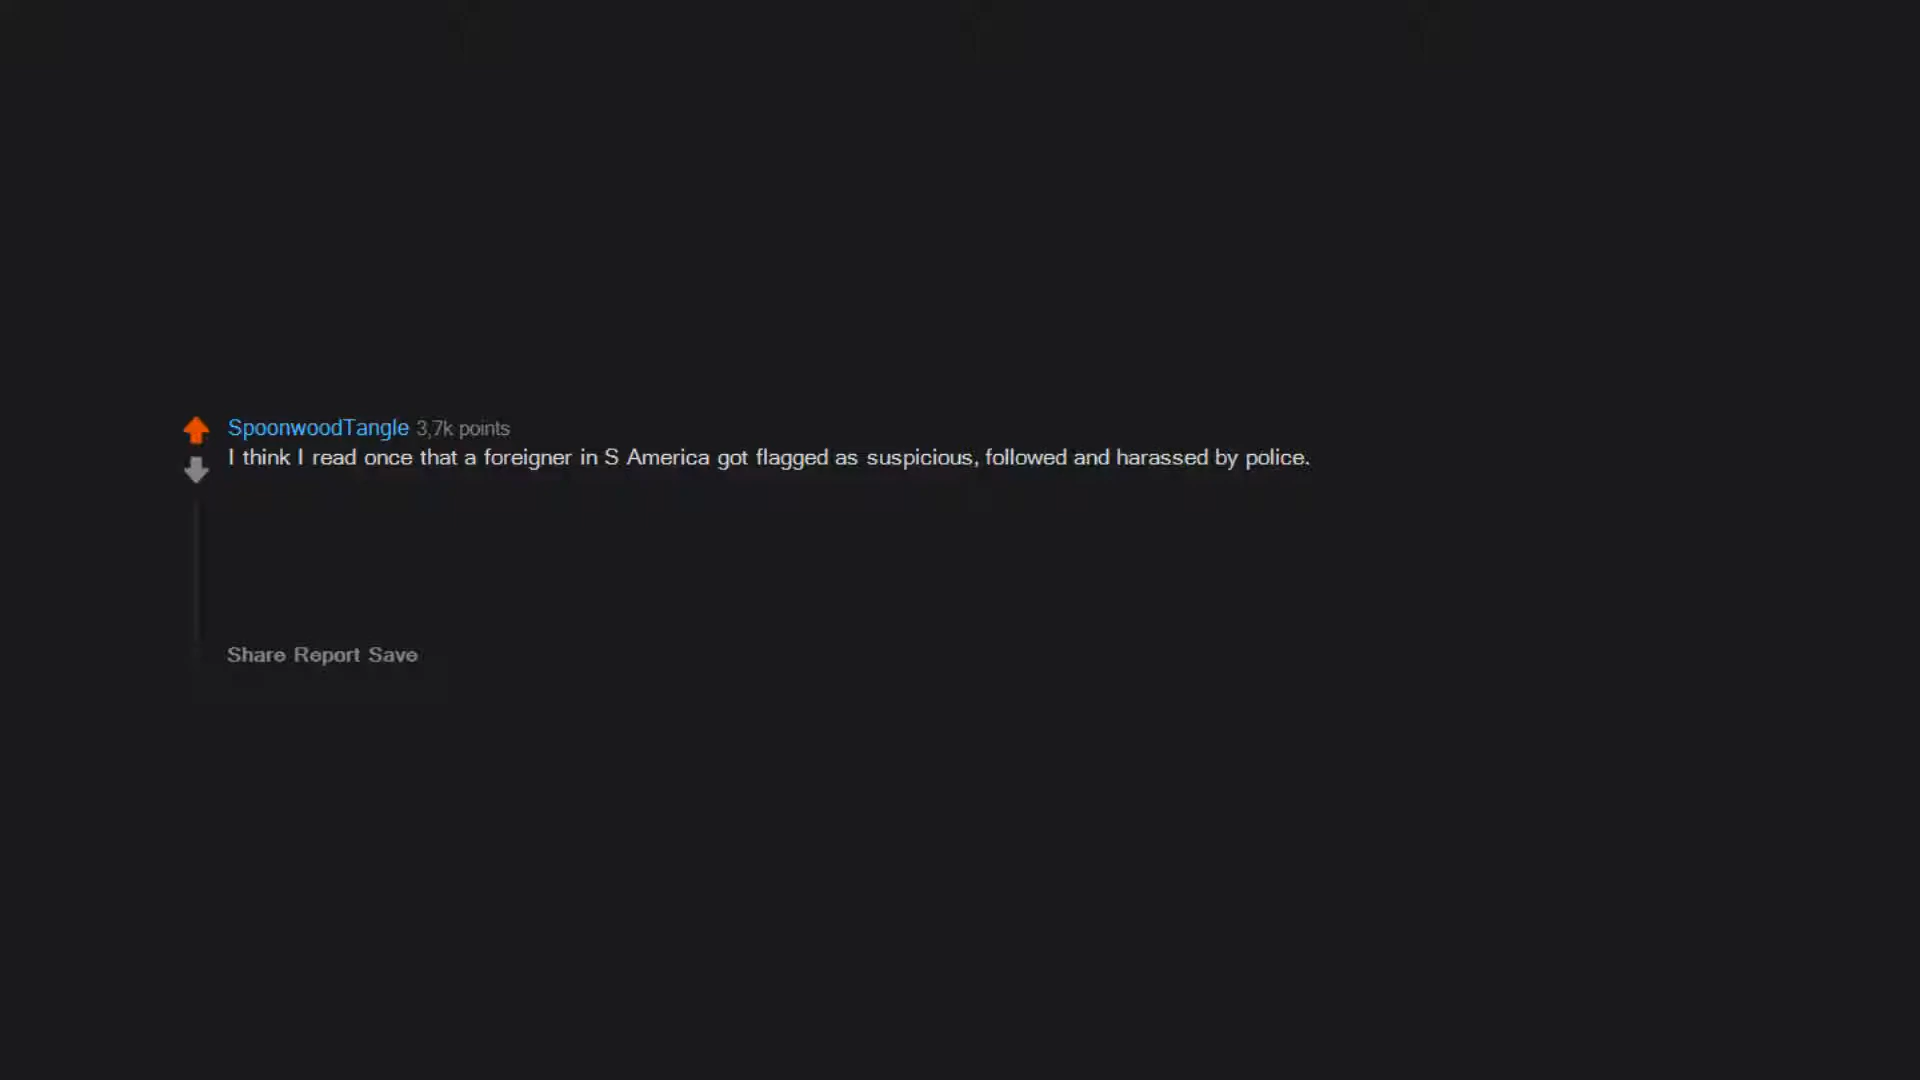 SpoonwoodTangle 3,7k points
I think I read once that a foreigner in S America got flagged as suspicious, followed and harassed by police.
Share Report Save